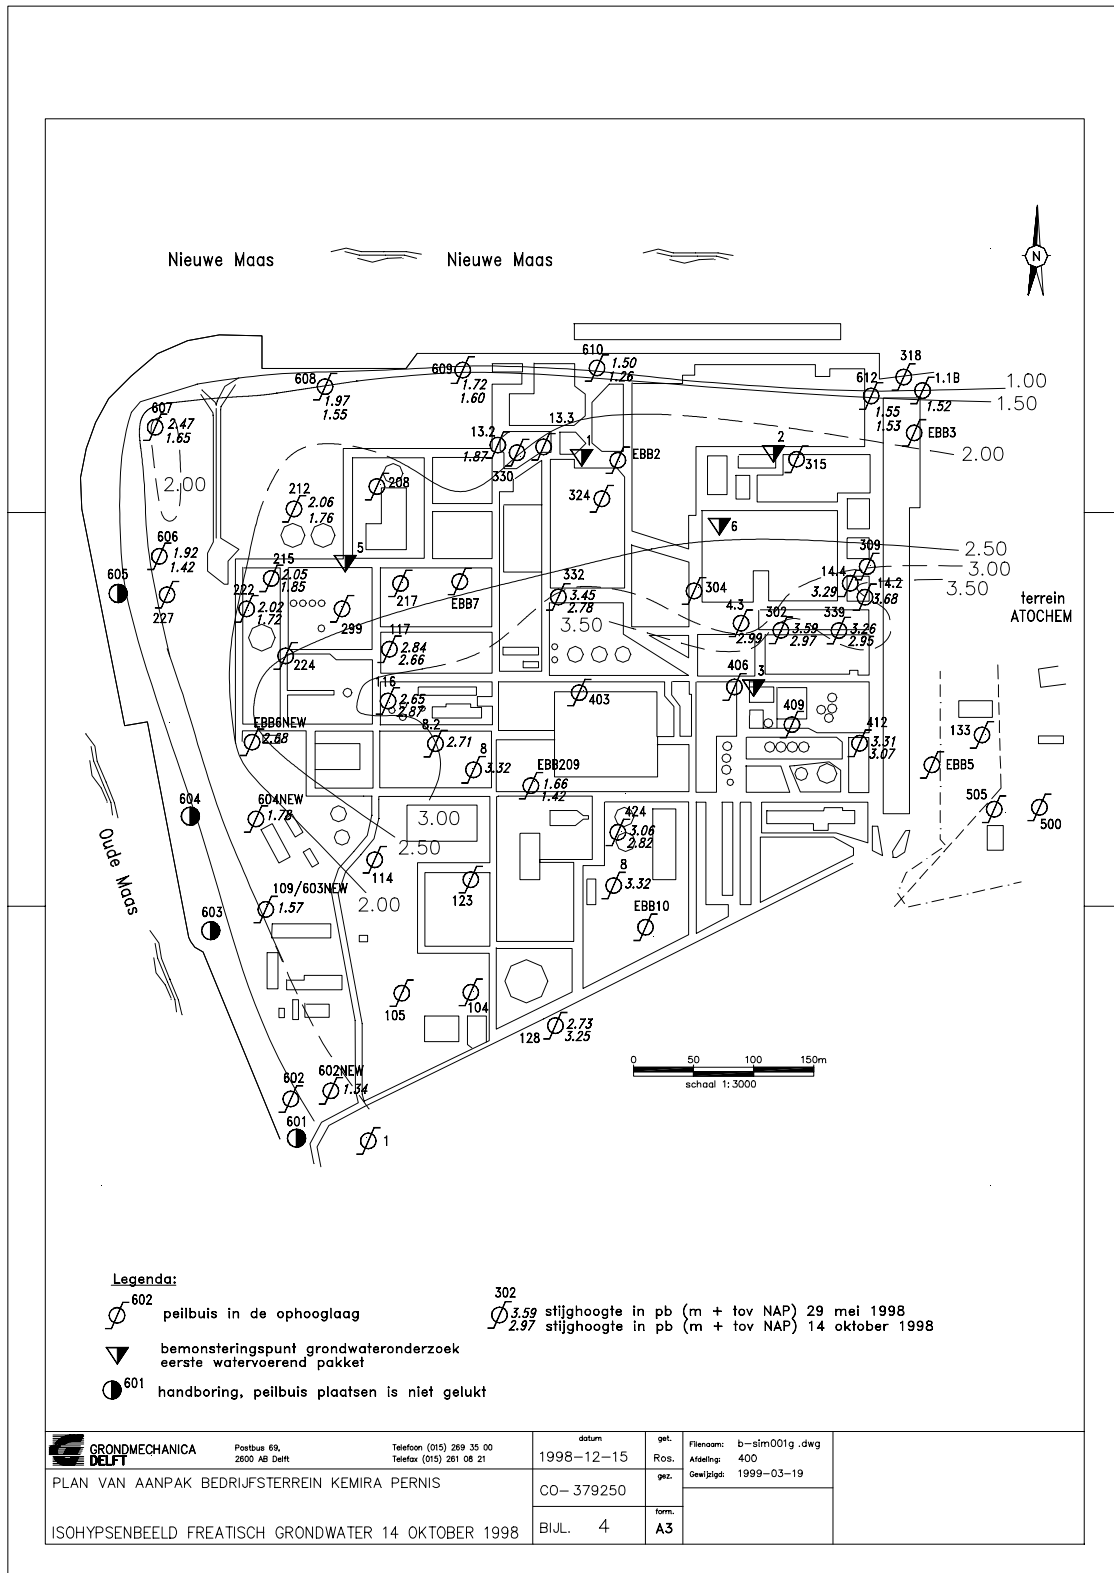 Nieuwe Maas
Nieuwe Maas
N
610
1.50
1.26
609
1.72
1.60
608
1.97
1.55
318
1.1B
1.52
612
1.55
1.53
1.00
1.50
607
2.47
1.65
13.3
13.2
1.87
330
1
2
EBB2
EBB3
315
2.00
2.00
208
212
2.06
1.76
324
6
606
1.92
1.42
5
2.50
309
3.00
3.50
605
227
215
2.05
1.85
222
2.02
1.72
299
217
EBB7
332
3.45
2.78
3.50
304
14.4
3.29
14.2
3.68
4.3
2.99
302
3.59
2.97
339
3.26
2.95
terrein
ATOCHEM
117
2.84
2.66
224
116
2.65
2.87
406
3
403
409
EBB6NEW
2.68
8.2
2.71
412
3.31
3.07
133
8
3.32
EBB209
1.66
1.42
EBB5
604
604NEW
1.78
3.00
2.50
424
3.06
2.82
505
500
Oude Maas
114
109/603NEW
1.57
2.00
123
8
3.32
EBB10
603
105
104
128
2.73
3.25
602
602NEW
1.34
601
1
0 50 100 150m
schaal 1:3000
Legenda:
602
peilbuis in de ophooglaag
bemonsteringspunt grondwateronderzoek
eerste watervoerend pakket
601
handboring, peilbuis plaatsen is niet gelukt
302
3.59 stijghoogte in pb (m + tov NAP) 29 mei 1998
2.97 stijghoogte in pb (m + tov NAP) 14 oktober 1998
GRONDMECHANICA
DELFT
Postbus 69,
2600 AB Delft
Telefoon (015) 269 35 00
Telefax (015) 261 08 21
datum
1998-12-15
get.
Ros.
Filenaam: b-sim001g .dwg
Afdeling: 400
Gewijzigd: 1999-03-19
PLAN VAN AANPAK BEDRIJFSTERREIN KEMIRA PERNIS
CO-379250
gez.
ISOHYPSENBEELD FREATISCH GRONDWATER 14 OKTOBER 1998
BIJL. 4
form.
A3